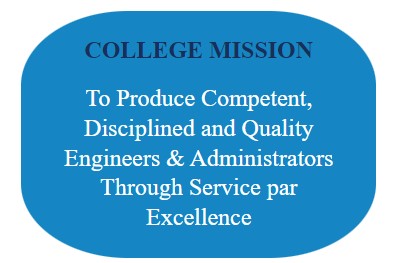 COLLEGE MISSION
To Produce Competent,
Disciplined and Quality
Engineers & Administrators
Through Service par
Excellence